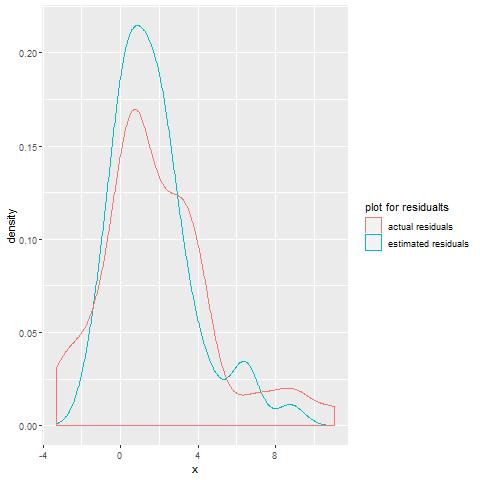 0.20
0.15
0.10
0.05
0.00
density
-4
0
4
8
x
plot for residualts
actual residuals
estimated residuals